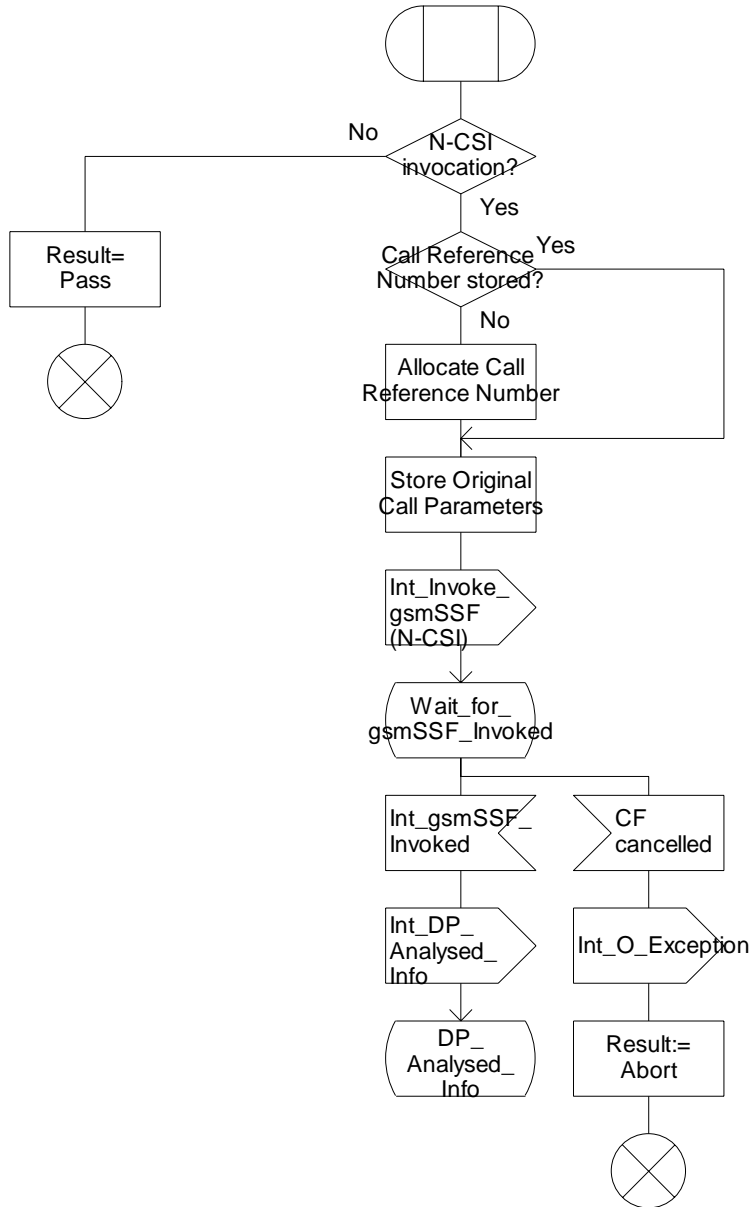 No
N-CSI
invocation?
Yes
Result=
Pass
Call Reference
Number stored?
Yes
No
Allocate Call
Reference Number
Store Original
Call Parameters
Int_Invoke_
gsmSSF
(N-CSI)
Wait_for_
gsmSSF_Invoked
Int_gsmSSF_
Invoked
CF
cancelled
Int_DP_
Analysed_
Info
Int_O_Exception
DP_
Analysed_
Info
Result:=
Abort